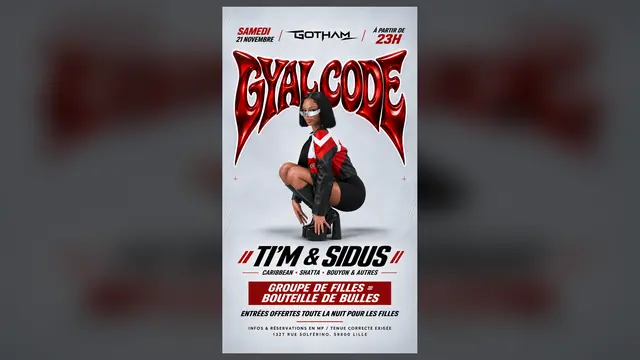 SAMEDI
21 NOVEMBRE
GOTHAM
À PARTIR DE
23H
GYAL CODE
// TI'M & SIDUS //
CARIBBEAN • SHATTA • BOUYON & AUTRES
GROUPE DE FILLES =
BOUTEILLE DE BULLES
ENTRÉES OFFERTES TOUTE LA NUIT POUR LES FILLES
INFOS & RÉSERVATIONS EN MP / TENUE CORRECTE EXIGÉE
132T RUE SOLFÉRINO, 59800 LILLE